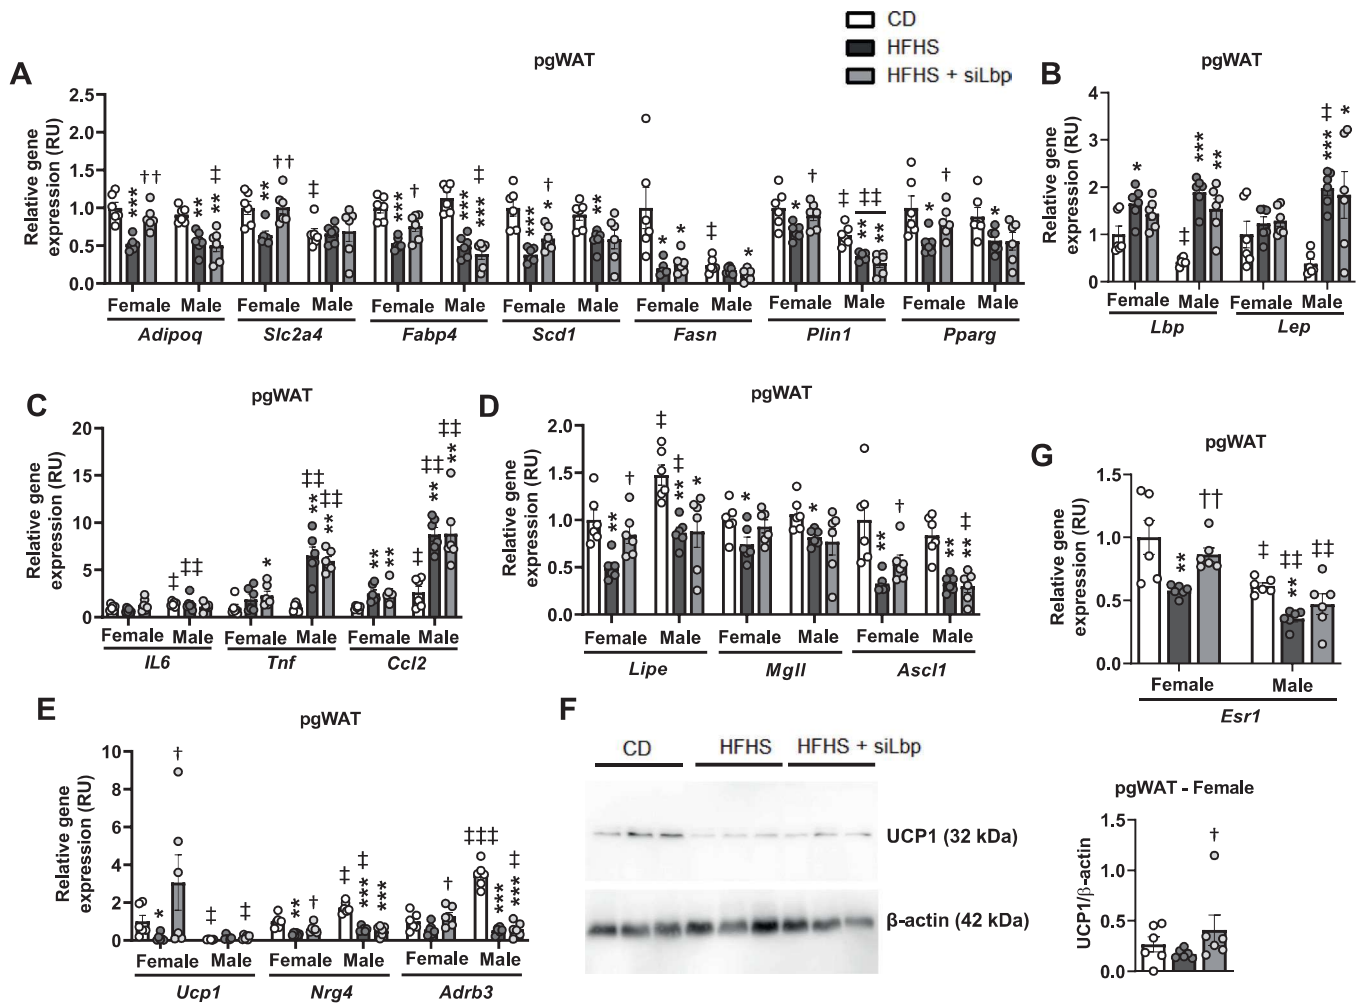 CD
HFHS
HFHS + siLbp
A
pgWAT
Relative gene
expression (RU)
2.5
2.0
1.5
1.0
0.5
0.0
***
††
***
**
‡
**
††
‡
***
†
***
‡
***
*
†
**
*
*
‡
*
*
†
‡
**
**
‡‡
*
†
*
Female Male Female Male Female Male Female Male Female Male Female Male Female Male
Adipoq Slc2a4 Fabp4 Scd1 Fasn Plin1 Pparg
B
pgWAT
Relative gene
expression (RU)
4
3
2
1
0
*
‡
***
**
***
‡
*
Female Male Female Male
Lbp Lep
C
pgWAT
Relative gene
expression (RU)
20
15
10
5
0
‡
‡‡
*
‡‡
**
‡‡
**
**
**
‡
‡‡
**
‡‡
**
Female Male Female Male Female Male
IL6 Tnf Ccl2
D
pgWAT
Relative gene
expression (RU)
2.0
1.5
1.0
0.5
0.0
**
†
‡
‡
**
*
*
*
**
†
**
‡
**
Female Male Female Male Female Male
Lipe Mgll Ascl1
G
pgWAT
Relative gene
expression (RU)
1.5
1.0
0.5
0.0
**
††
‡
‡‡
**
‡‡
Female Male
Esr1
E
pgWAT
Relative gene
expression (RU)
10
8
6
4
2
0
*
†
‡
‡
**
†
‡
‡
***
***
†
‡‡‡
***
‡
***
Female Male Female Male Female Male
Ucp1 Nrg4 Adrb3
F
CD HFHS HFHS + siLbp
UCP1 (32 kDa)
β-actin (42 kDa)
pgWAT - Female
UCP1/β-actin
1.5
1.0
0.5
0.0
†